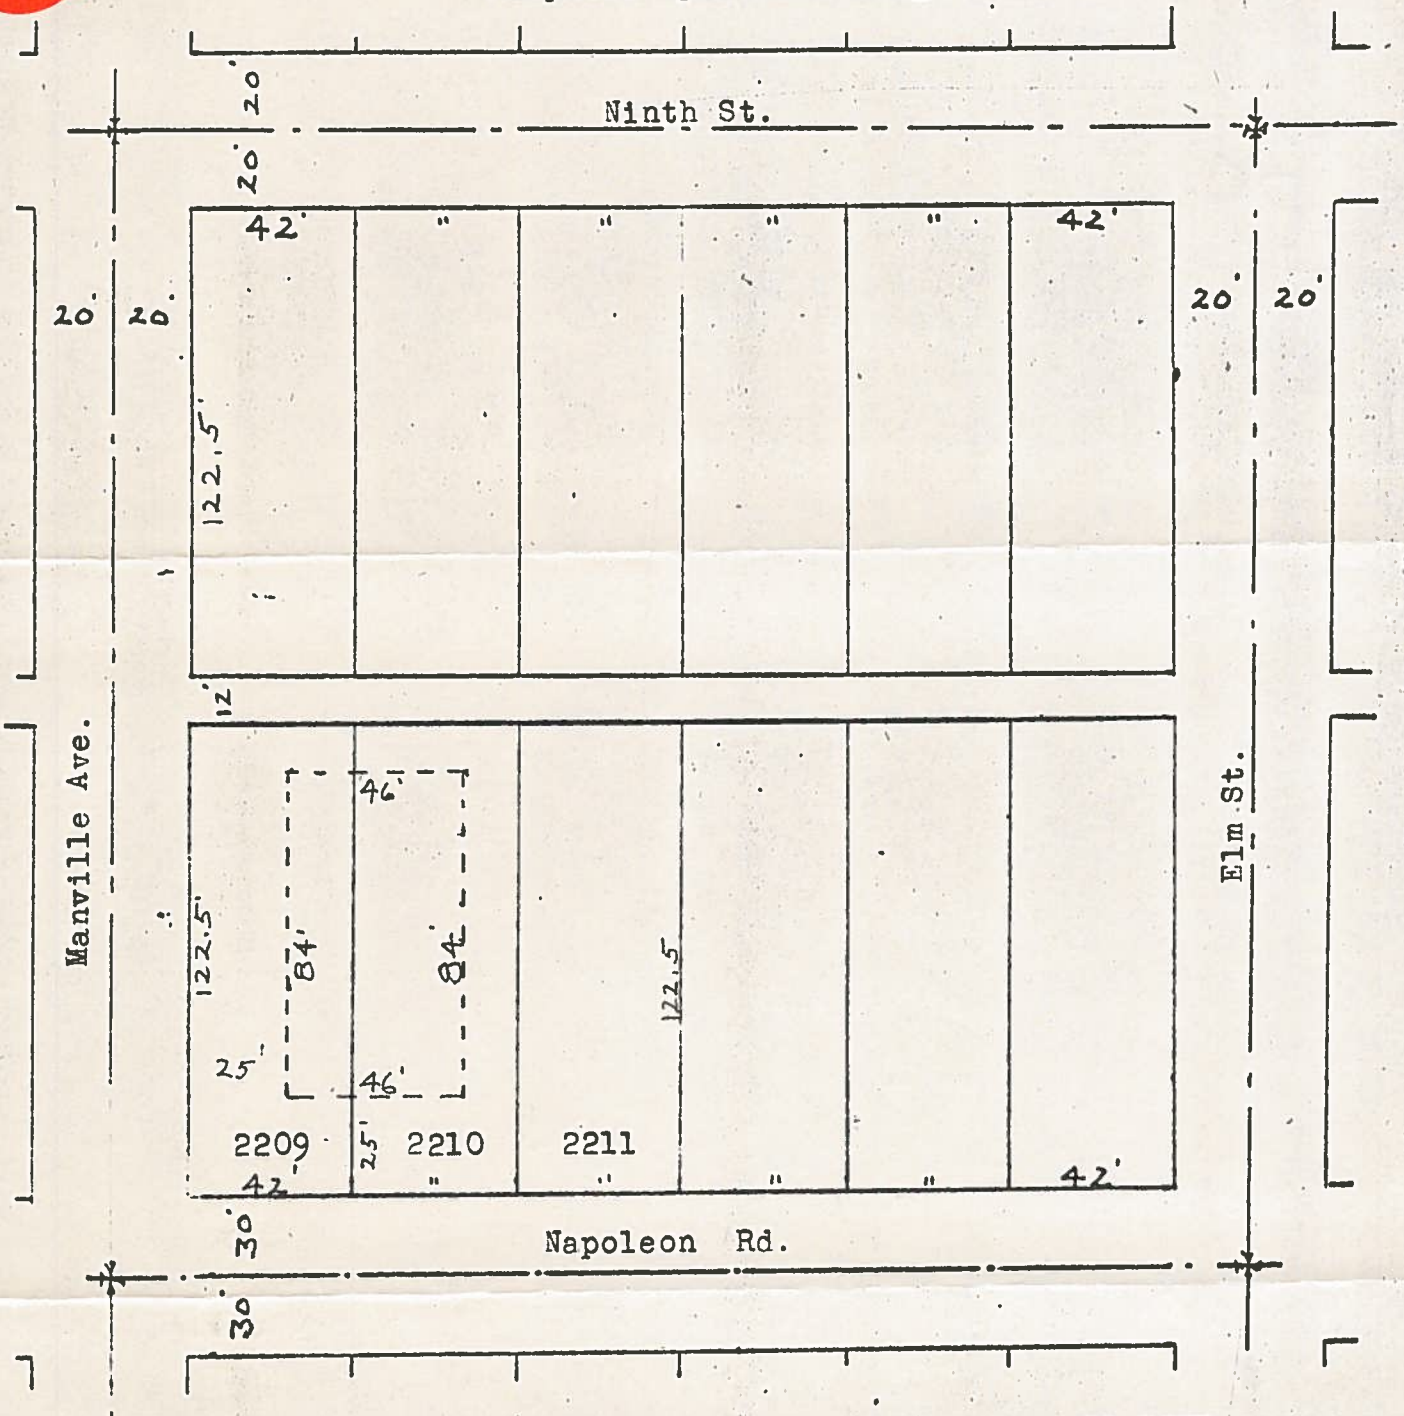 20'
Ninth St.
20'
42' " " " " 42'
20' 20'
20' 20'
122.5'
12'
Manville Ave.
Elm St.
46'
122.5'
84'
84'
122.5
25'
46'
25'
2209 2210 2211
42' " " " " 42'
30'
Napoleon Rd.
30'